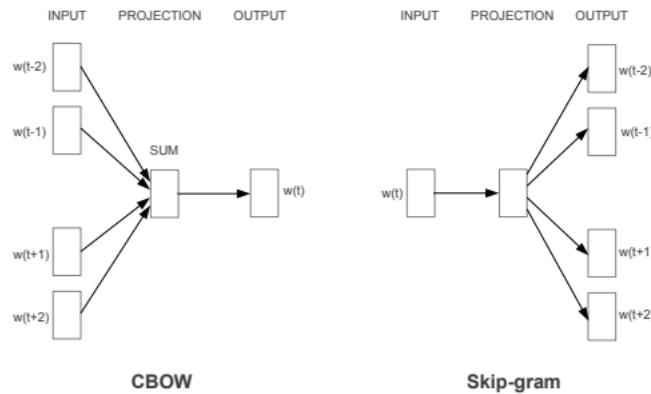 INPUT PROJECTION OUTPUT
w(t-2)
w(t-1)
SUM
w(t)
w(t+1)
w(t+2)
CBOW
INPUT PROJECTION OUTPUT
w(t-2)
w(t-1)
w(t)
w(t+1
w(t+2
Skip-gram